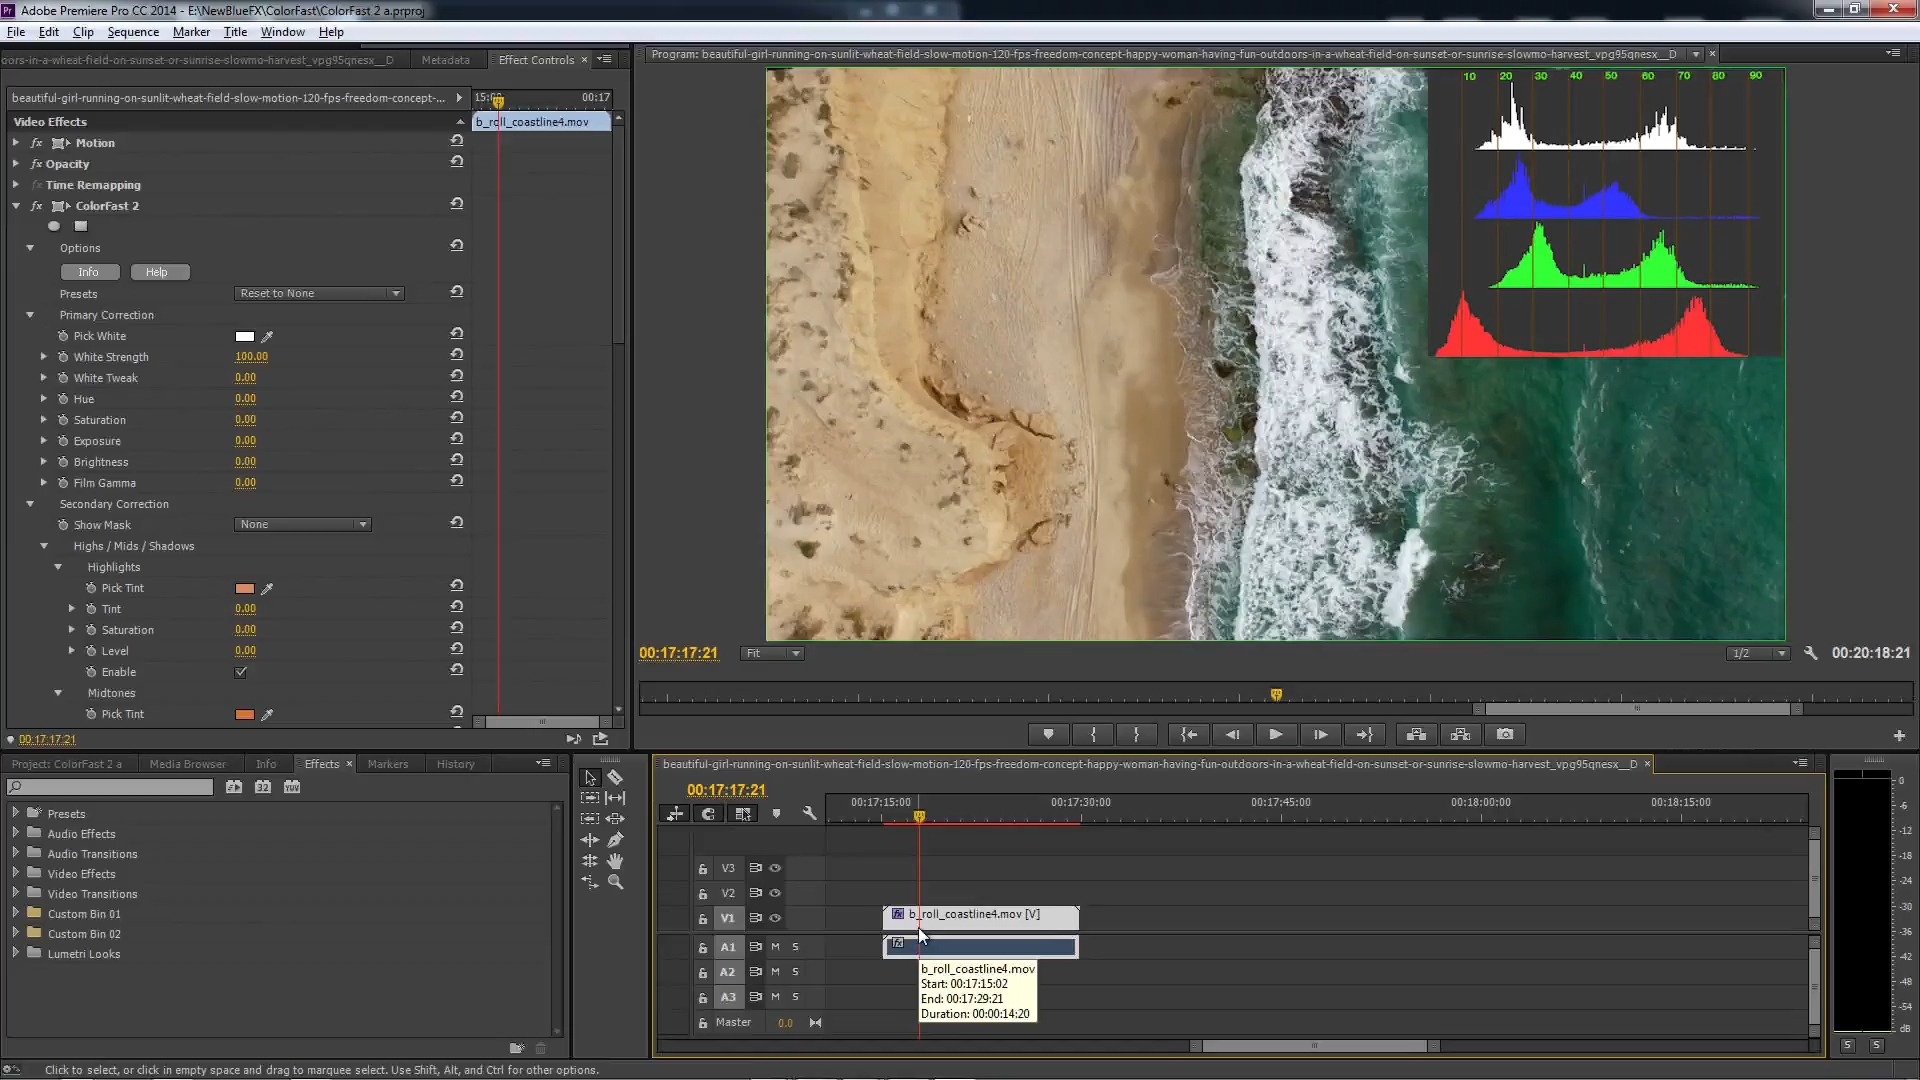 Adobe Premiere Pro CC 2014 - E:\NewBlueFX\ColorFast\ColorFast 2 a.prproj
File Edit Clip Sequence Marker Title Window Help
oors-in-a-wheat-field-on-sunset-or-sunrise-slowmo-harvest_vpg95qnesx__D Metadata Effect Controls
Program: beautiful-girl-running-on-sunlit-wheat-field-slow-motion-120-fps-freedom-concept-happy-woman-having-fun-outdoors-in-a-wheat-field-on-sunset-or-sunrise-slowmo-harvest_vpg95qnesx__D
beautiful-girl-running-on-sunlit-wheat-field-slow-motion-120-fps-freedom-concept-...
00:17
Video Effects
b_roll_coastline4.mov
fx Motion
fx Opacity
fx Time Remapping
fx ColorFast 2
Options
Info Help
Presets Reset to None
Primary Correction
Pick White
White Strength 100.00
White Tweak 0.00
Hue 0.00
Saturation 0.00
Exposure 0.00
Brightness 0.00
Film Gamma 0.00
Secondary Correction
Show Mask None
Highs / Mids / Shadows
Highlights
Pick Tint
Tint 0.00
Saturation 0.00
Level 0.00
Enable
Midtones
Pick Tint
00:17:17:21
10 20 30 40 50 60 70 80 90
00:17:17:21 Fit 1/2 00:20:18:21
Project: ColorFast 2 a Media Browser Info Effects Markers History
32 YUV
Presets
Audio Effects
Audio Transitions
Video Effects
Video Transitions
Custom Bin 01
Custom Bin 02
Lumetri Looks
beautiful-girl-running-on-sunlit-wheat-field-slow-motion-120-fps-freedom-concept-happy-woman-having-fun-outdoors-in-a-wheat-field-on-sunset-or-sunrise-slowmo-harvest_vpg95qnesx__D
00:17:17:21
00:17:15:00 00:17:30:00 00:17:45:00 00:18:00:00 00:18:15:00
V3
V2
V1 fx b_roll_coastline4.mov [V]
A1 M S fx
A2 M S
A3 M S
Master 0.0
b_roll_coastline4.mov
Start: 00:17:15:02
End: 00:17:29:21
Duration: 00:00:14:20
0
-6
-12
-18
-24
-30
-36
-42
-48
-54
dB
S S
Click to select, or click in empty space and drag to marquee select. Use Shift, Alt, and Ctrl for other options.